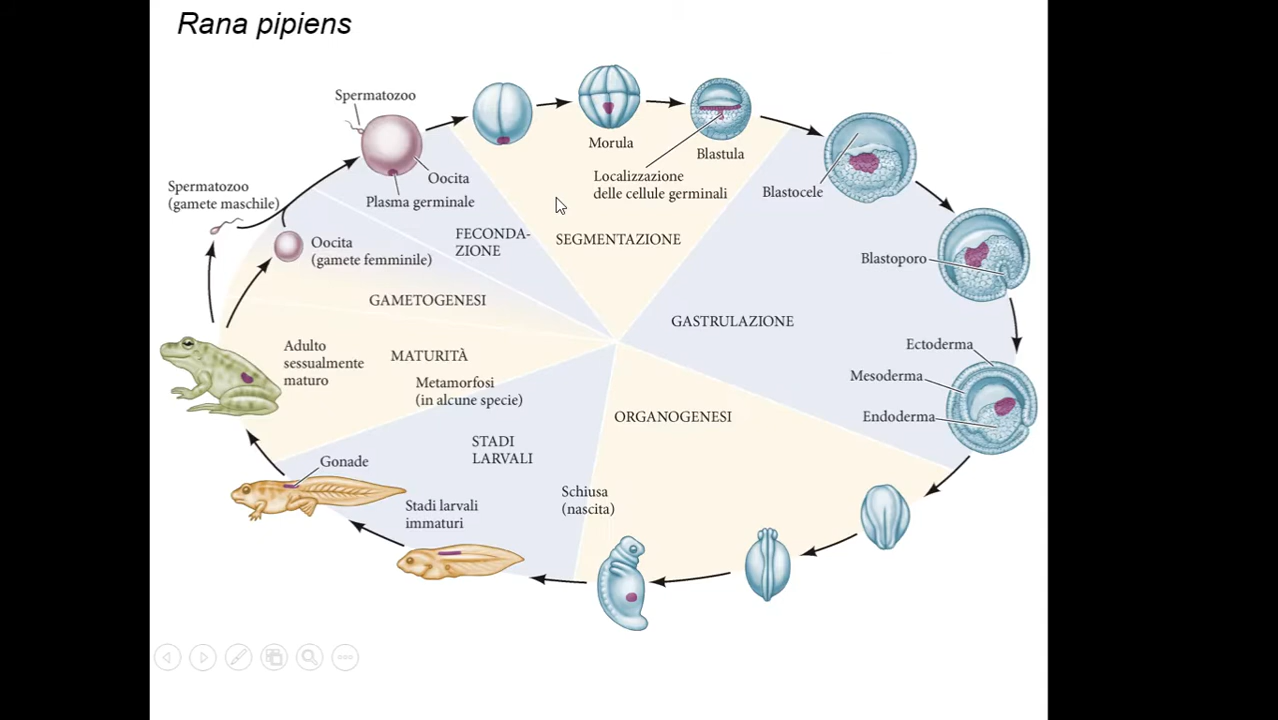 Rana pipiens
Spermatozoo
Morula
Blastula
Localizzazione
delle cellule germinali
Oocita
Plasma germinale
Spermatozoo
(gamete maschile)
Blastocele
FECONDA-
ZIONE
SEGMENTAZIONE
Oocita
(gamete femminile)
Blastoporo
GAMETOGENESI
GASTRULAZIONE
Adulto
sessualmente
maturo
MATURITÀ
Metamorfosi
(in alcune specie)
Ectoderma
Mesoderma
Endoderma
ORGANOGENESI
STADI
LARVALI
Gonade
Stadi larvali
immaturi
Schiusa
(nascita)